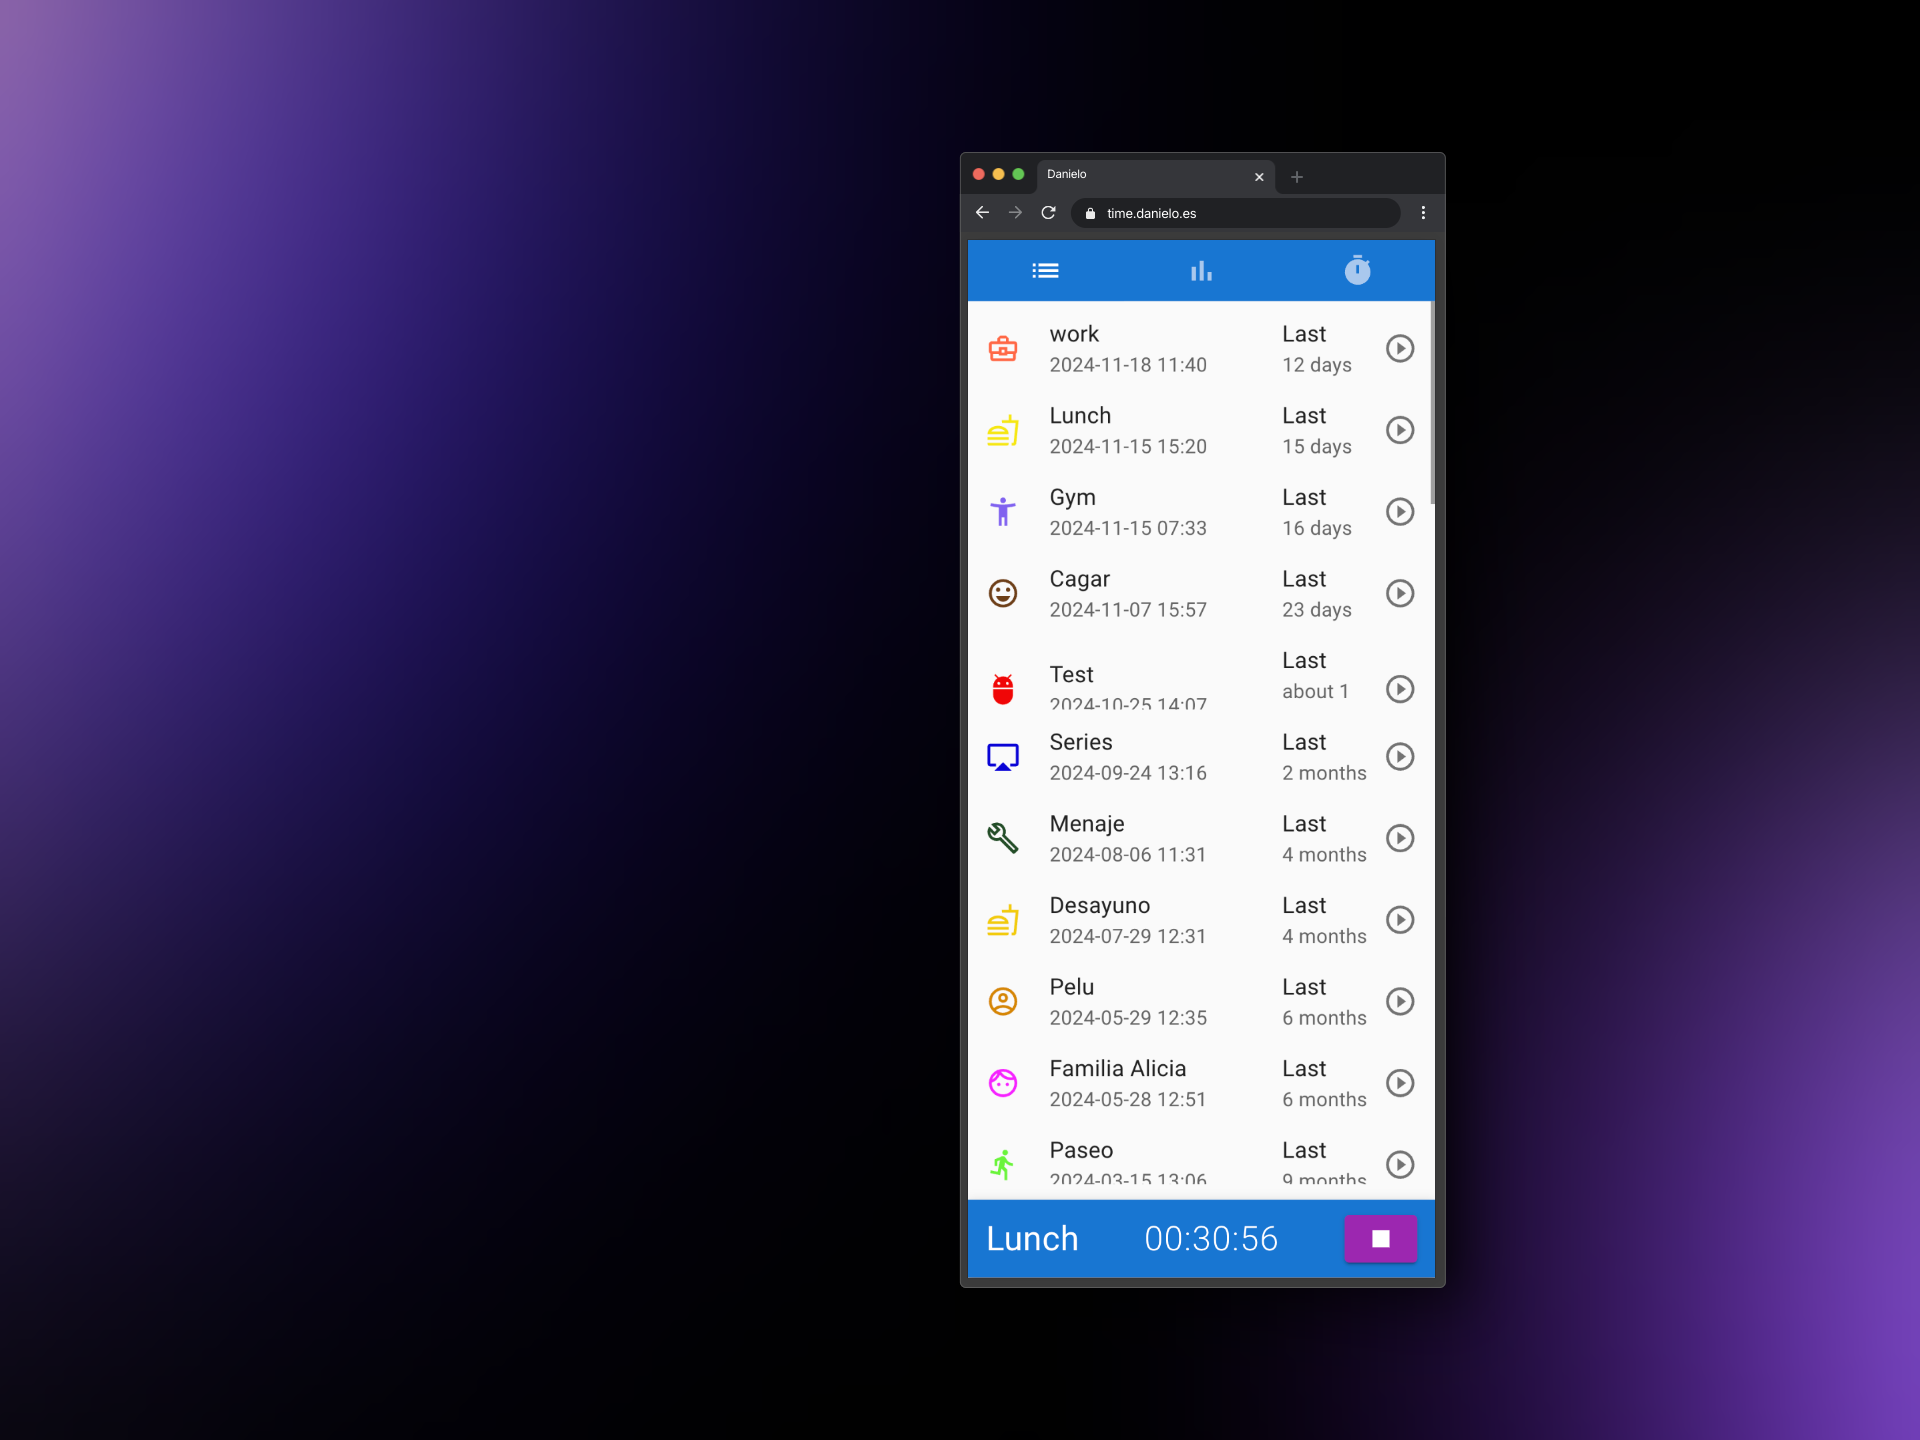 Danielo
time.danielo.es
work
2024-11-18 11:40
Last
12 days
Lunch
2024-11-15 15:20
Last
15 days
Gym
2024-11-15 07:33
Last
16 days
Cagar
2024-11-07 15:57
Last
23 days
Test
2024-10-25 14:07
Last
about 1
Series
2024-09-24 13:16
Last
2 months
Menaje
2024-08-06 11:31
Last
4 months
Desayuno
2024-07-29 12:31
Last
4 months
Pelu
2024-05-29 12:35
Last
6 months
Familia Alicia
2024-05-28 12:51
Last
6 months
Paseo
2024-03-15 13:06
Last
9 months
Lunch 00:30:56